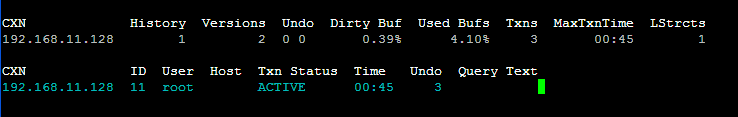 CXN History Versions Undo Dirty Buf Used Bufs Txns MaxTxnTime LStrcts
192.168.11.128 1 2 0 0 0.39% 4.10% 3 00:45 1
CXN ID User Host Txn Status Time Undo Query Text
192.168.11.128 11 root ACTIVE 00:45 3